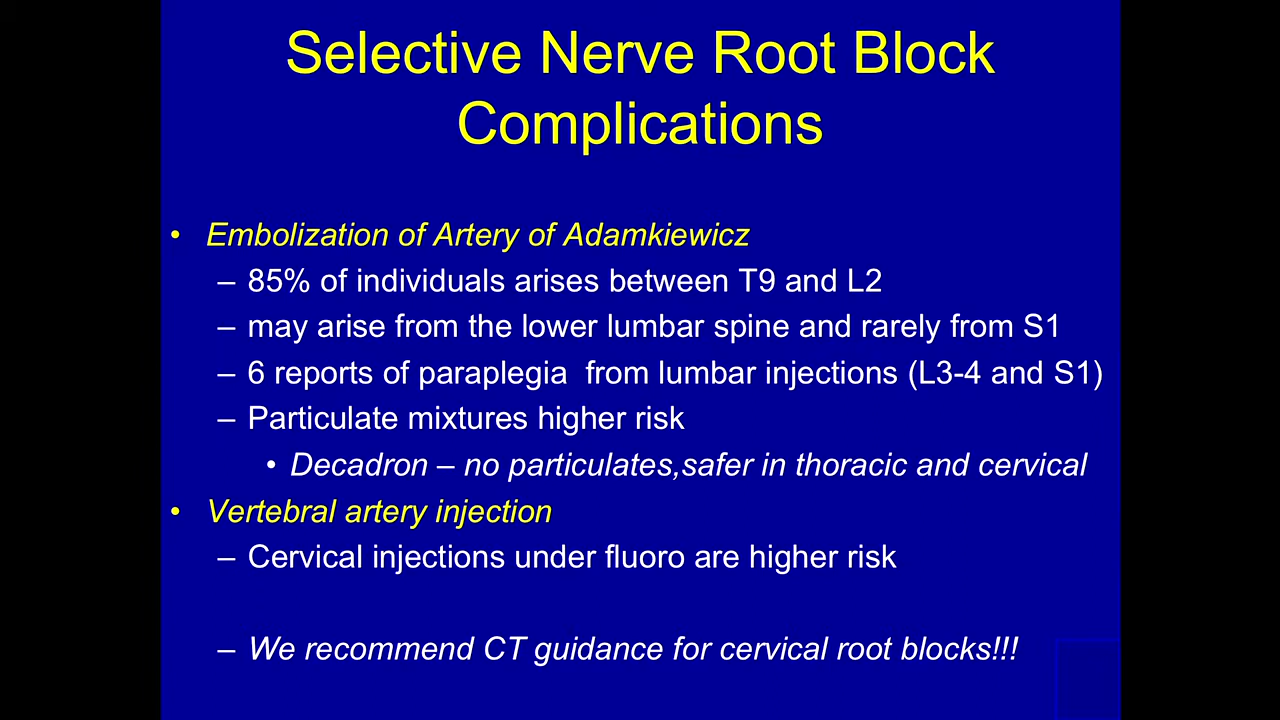 Selective Nerve Root Block
Complications
• Embolization of Artery of Adamkiewicz
– 85% of individuals arises between T9 and L2
– may arise from the lower lumbar spine and rarely from S1
– 6 reports of paraplegia  from lumbar injections (L3-4 and S1)
– Particulate mixtures higher risk
• Decadron – no particulates,safer in thoracic and cervical
• Vertebral artery injection
– Cervical injections under fluoro are higher risk
– We recommend CT guidance for cervical root blocks!!!